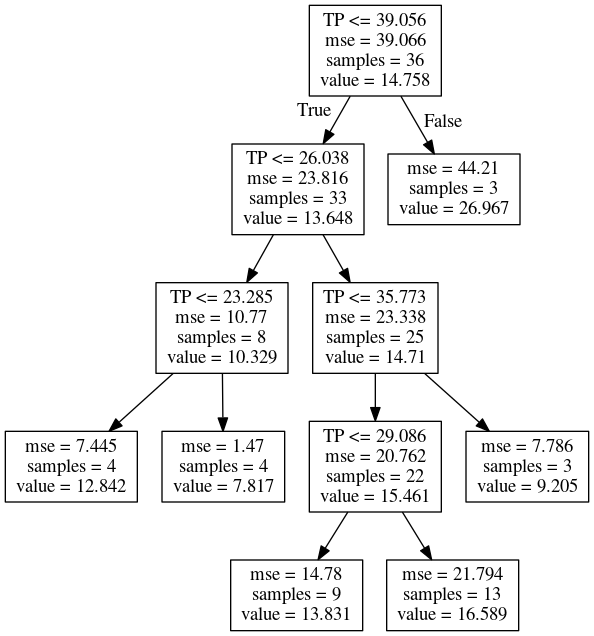 TP <= 39.056
mse = 39.066
samples = 36
value = 14.758
True
False
TP <= 26.038
mse = 23.816
samples = 33
value = 13.648
mse = 44.21
samples = 3
value = 26.967
TP <= 23.285
mse = 10.77
samples = 8
value = 10.329
TP <= 35.773
mse = 23.338
samples = 25
value = 14.71
mse = 7.445
samples = 4
value = 12.842
mse = 1.47
samples = 4
value = 7.817
TP <= 29.086
mse = 20.762
samples = 22
value = 15.461
mse = 7.786
samples = 3
value = 9.205
mse = 14.78
samples = 9
value = 13.831
mse = 21.794
samples = 13
value = 16.589